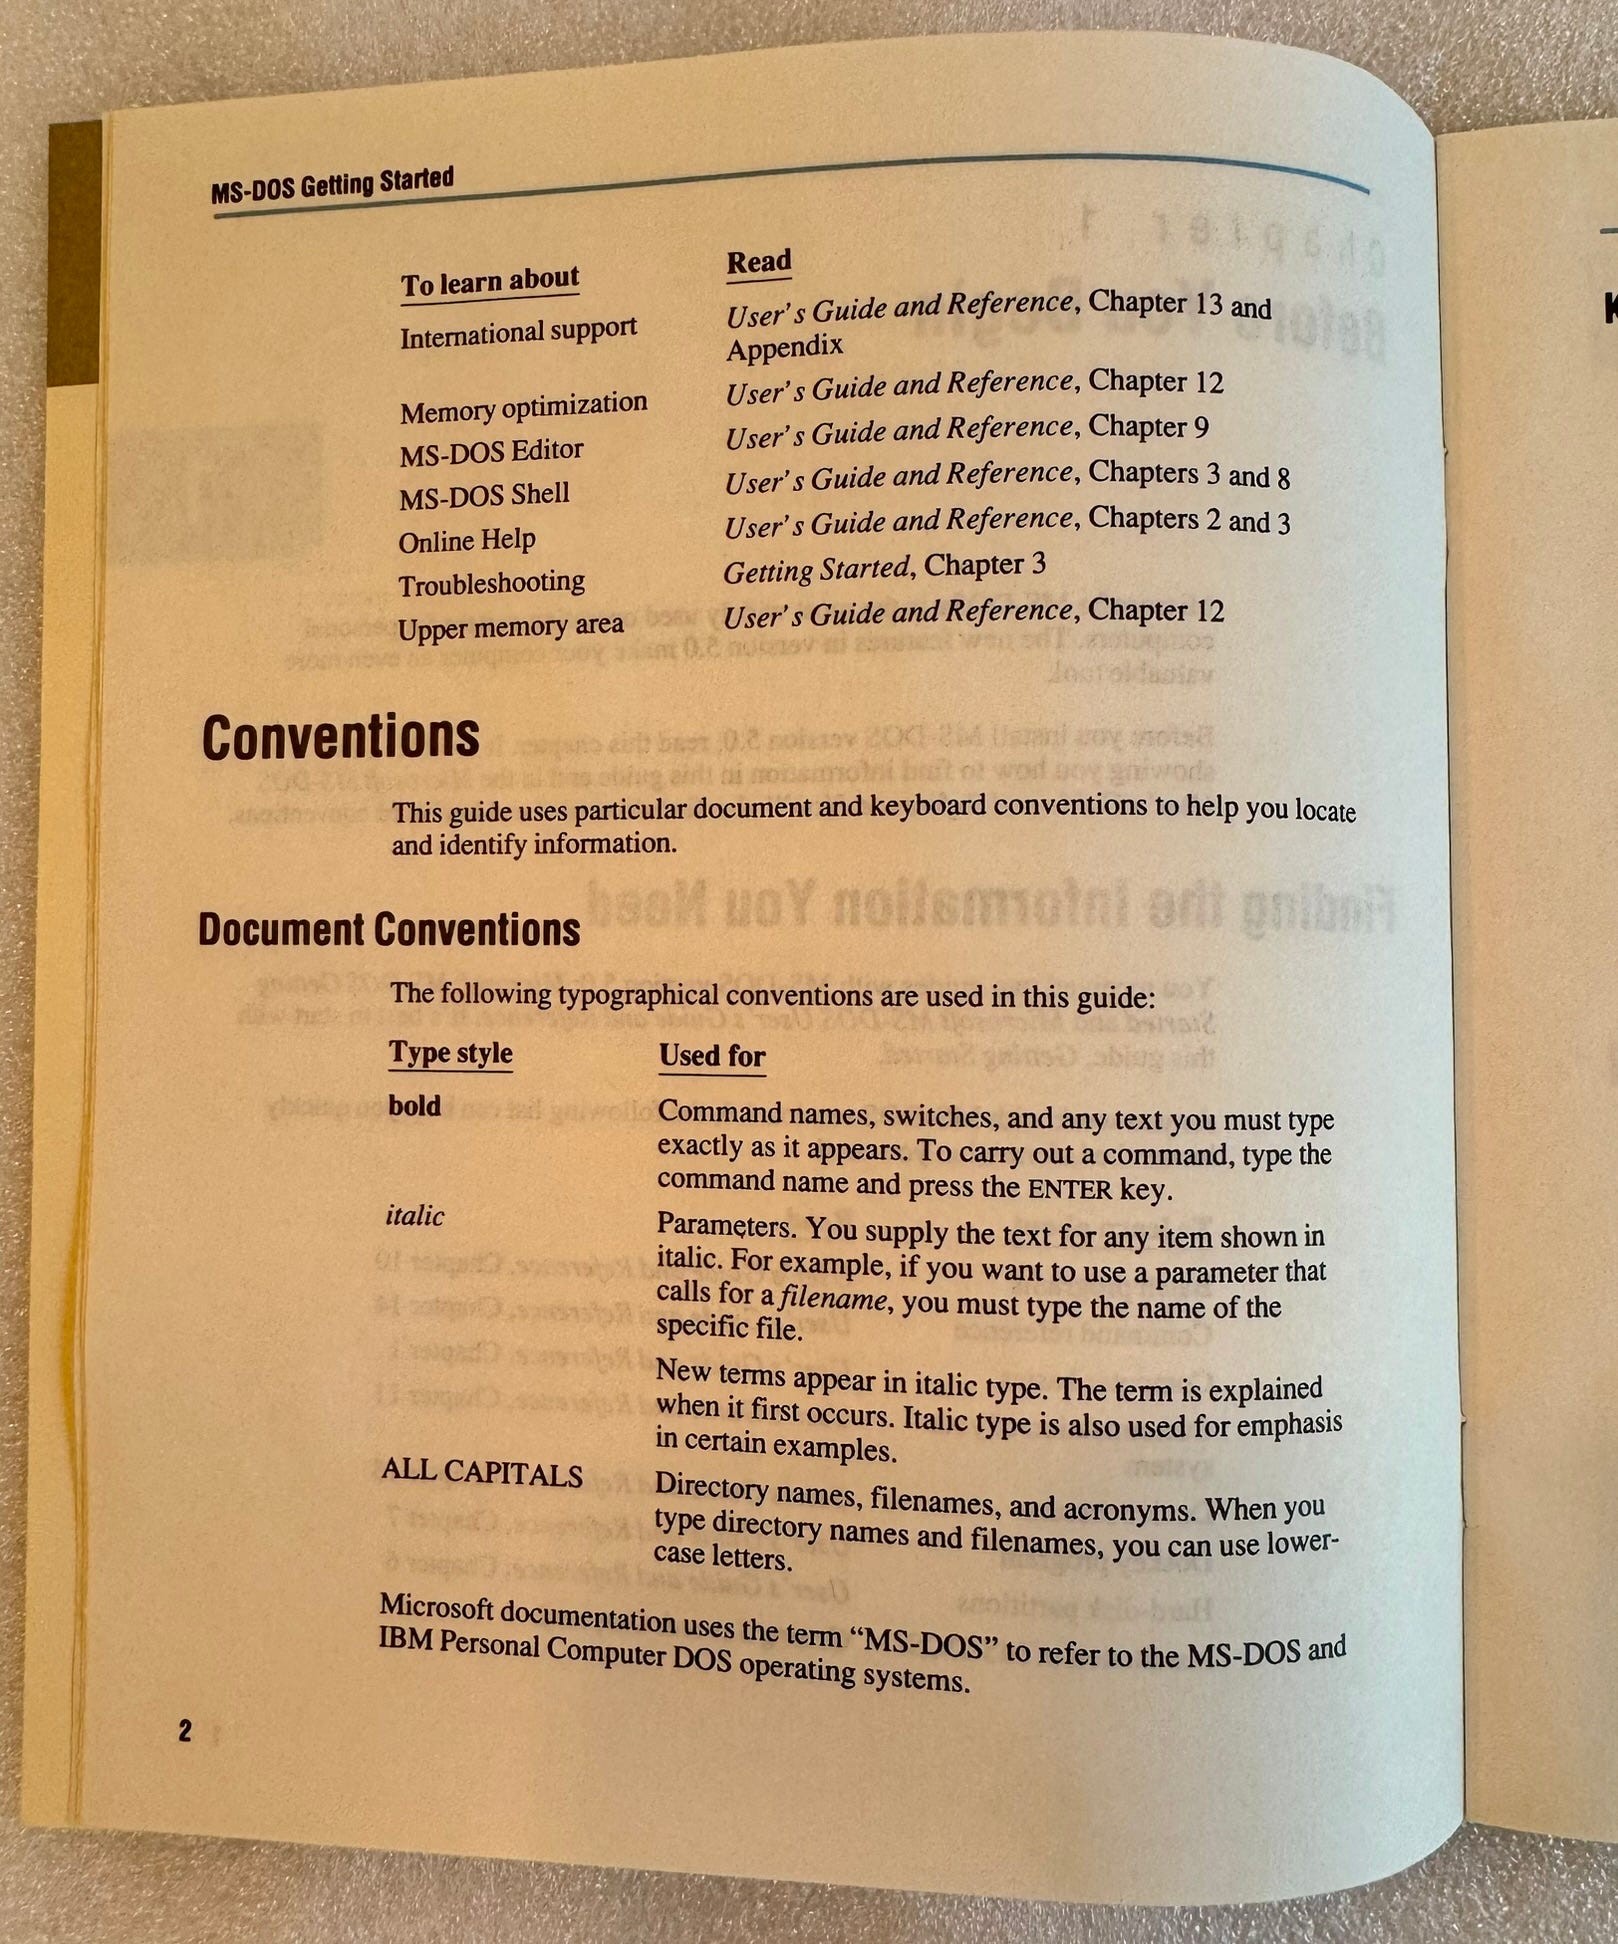 MS-DOS Getting Started
To learn about Read
International support User's Guide and Reference, Chapter 13 and
Appendix
Memory optimization User's Guide and Reference, Chapter 12
MS-DOS Editor User's Guide and Reference, Chapter 9
MS-DOS Shell User's Guide and Reference, Chapters 3 and 8
Online Help User's Guide and Reference, Chapters 2 and 3
Troubleshooting Getting Started, Chapter 3
Upper memory area User's Guide and Reference, Chapter 12
Conventions
This guide uses particular document and keyboard conventions to help you locate
and identify information.
Document Conventions
The following typographical conventions are used in this guide:
Type style Used for
bold Command names, switches, and any text you must type
exactly as it appears. To carry out a command, type the
command name and press the ENTER key.
italic Parameters. You supply the text for any item shown in
italic. For example, if you want to use a parameter that
calls for a filename, you must type the name of the
specific file.
New terms appear in italic type. The term is explained
when it first occurs. Italic type is also used for emphasis
in certain examples.
ALL CAPITALS Directory names, filenames, and acronyms. When you
type directory names and filenames, you can use lower-
case letters.
Microsoft documentation uses the term “MS-DOS” to refer to the MS-DOS and
IBM Personal Computer DOS operating systems.
2